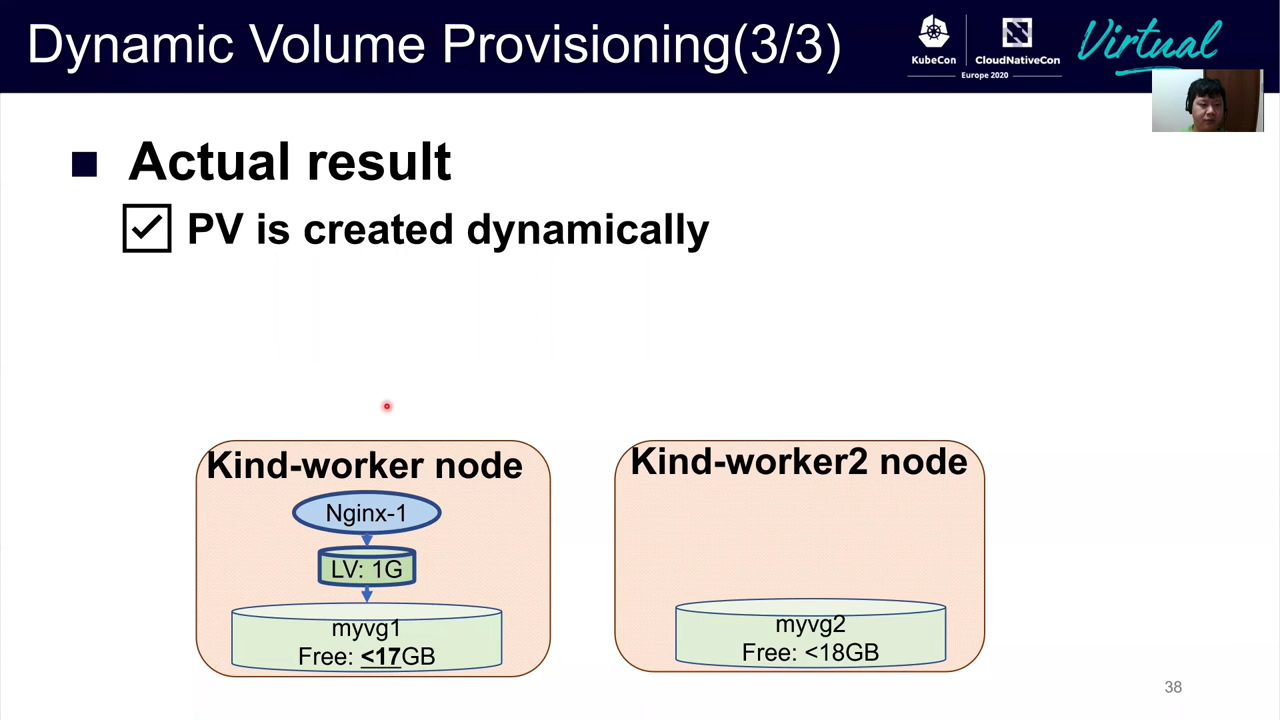 Dynamic Volume Provisioning(3/3)
KubeCon
CloudNativeCon
Europe 2020
Virtual
Actual result
PV is created dynamically
Kind-worker node
Nginx-1
LV: 1G
myvg1
Free: <17GB
Kind-worker2 node
myvg2
Free: <18GB
38